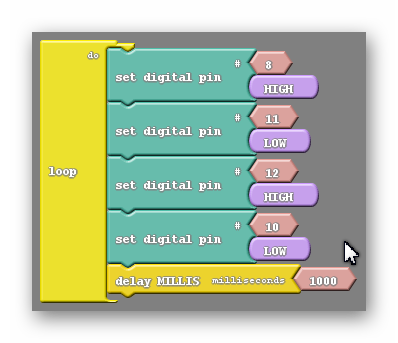 do
set digital pin # 8
HIGH
set digital pin # 11
LOW
loop
set digital pin # 12
HIGH
set digital pin # 10
LOW
delay MILLIS milliseconds 1000